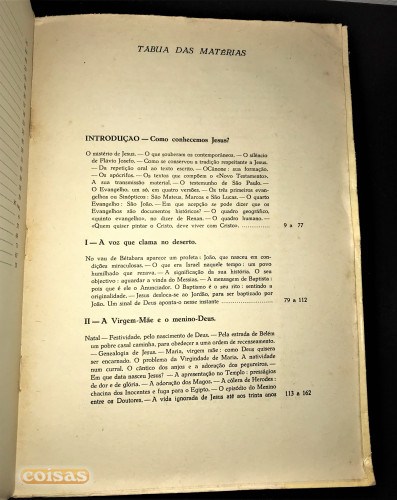 TABUA DAS MATÉRIAS
INTRODUÇAO — Como conhecemos Jesus?
O mistério de Jesus. — O que souberam os contemporâneos. — O silêncio
de Flávio Josefo. — Como se conservou a tradição respeitante a Jesus.
— Da repetição oral ao texto escrito. — O Cânone: sua formação.
— Os apócrifos. — Os textos que compõem o «Novo Testamento».
A sua transmissão material. — O testemunho de São Paulo. —
O Evangelho: um só, em quatro versões. — Os três primeiros evan-
gelhos ou Sinópticos: São Mateus, Marcos e São Lucas. — O quarto
Evangelho: São João. — Em que acepção se pode dizer que os
Evangelhos são documentos históricos? — O quadro geográfico,
«quinto evangelho», no dizer de Renan. — O quadro humano. —
«Quem quiser pintar o Cristo, deve viver com Cristo» 9 a 77
I — A voz que clama no deserto.
No vau de Bètabara aparece um profeta: João, que nasceu em condi-
ções miraculosas. — O que era Israel naquele tempo: um povo
humilhado que rezava. — A significação da sua história. O seu
objectivo: aguardar a vinda do Messias. — A mensagem de Baptista:
pois que é ele o Anunciador. O Baptismo é o seu rito: sentido e
originalidade. — Jesus desloca-se ao Jordão, para ser baptizado por
João. Um sinal de Deus aponta-o nesse instante 79 a 112
II — A Virgem-Mãe e o menino-Deus.
Natal — Festividade, pelo nascimento de Deus. — Pela estrada de Belém
um pobre casal caminha, para obedecer a uma ordem de recenseamento.
— Genealogia de Jesus. — Maria, virgem mãe: como Deus quisera
ser encarnado. O problema da Virgindade de Maria. A natividade
num curral. O cântico dos anjos e a adoração dos pegureiros. —
Em que data nasceu Jesus? — A apresentação no Templo: presságios
de dor e de glória. — A adoração dos Magos. A cólera de Herodes:
chacina dos Inocentes e fuga para o Egipto. — O episódio do Menino
entre os Doutores. — A vida ignorada de Jesus até aos trinta anos 113 a 162
coisas